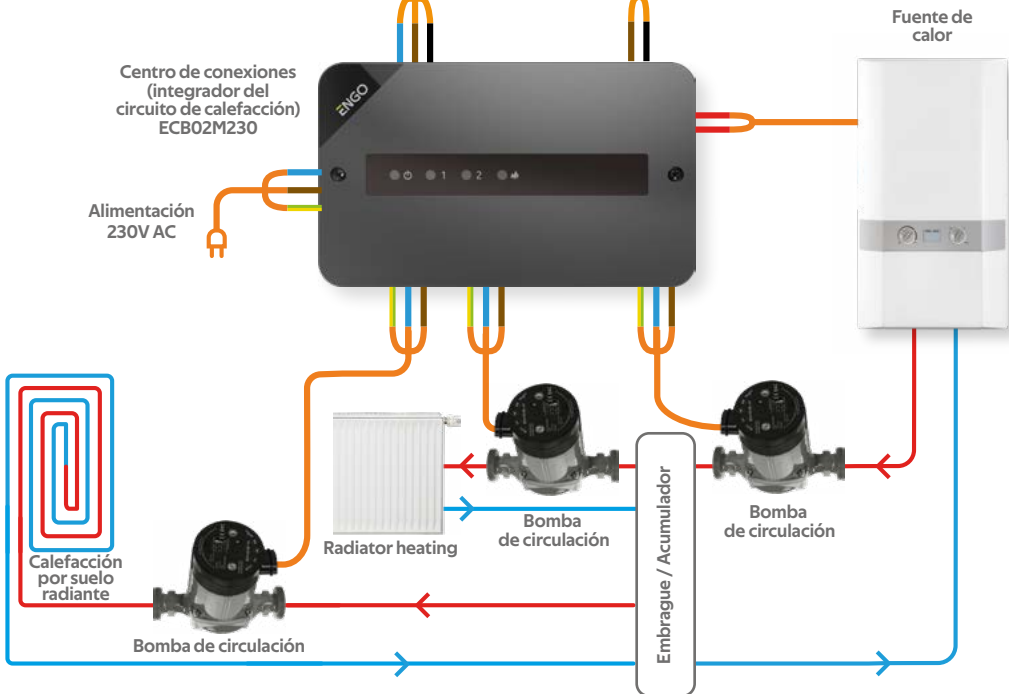 Fuente de
calor
Centro de conexiones
(integrador del
circuito de calefacción)
ECB02M230
ENGO
1 2
Alimentación
230V AC
Radiator heating
Bomba
de circulación
Bomba
de circulación
Embrague / Acumulador
Calefacción
por suelo
radiante
Bomba de circulación